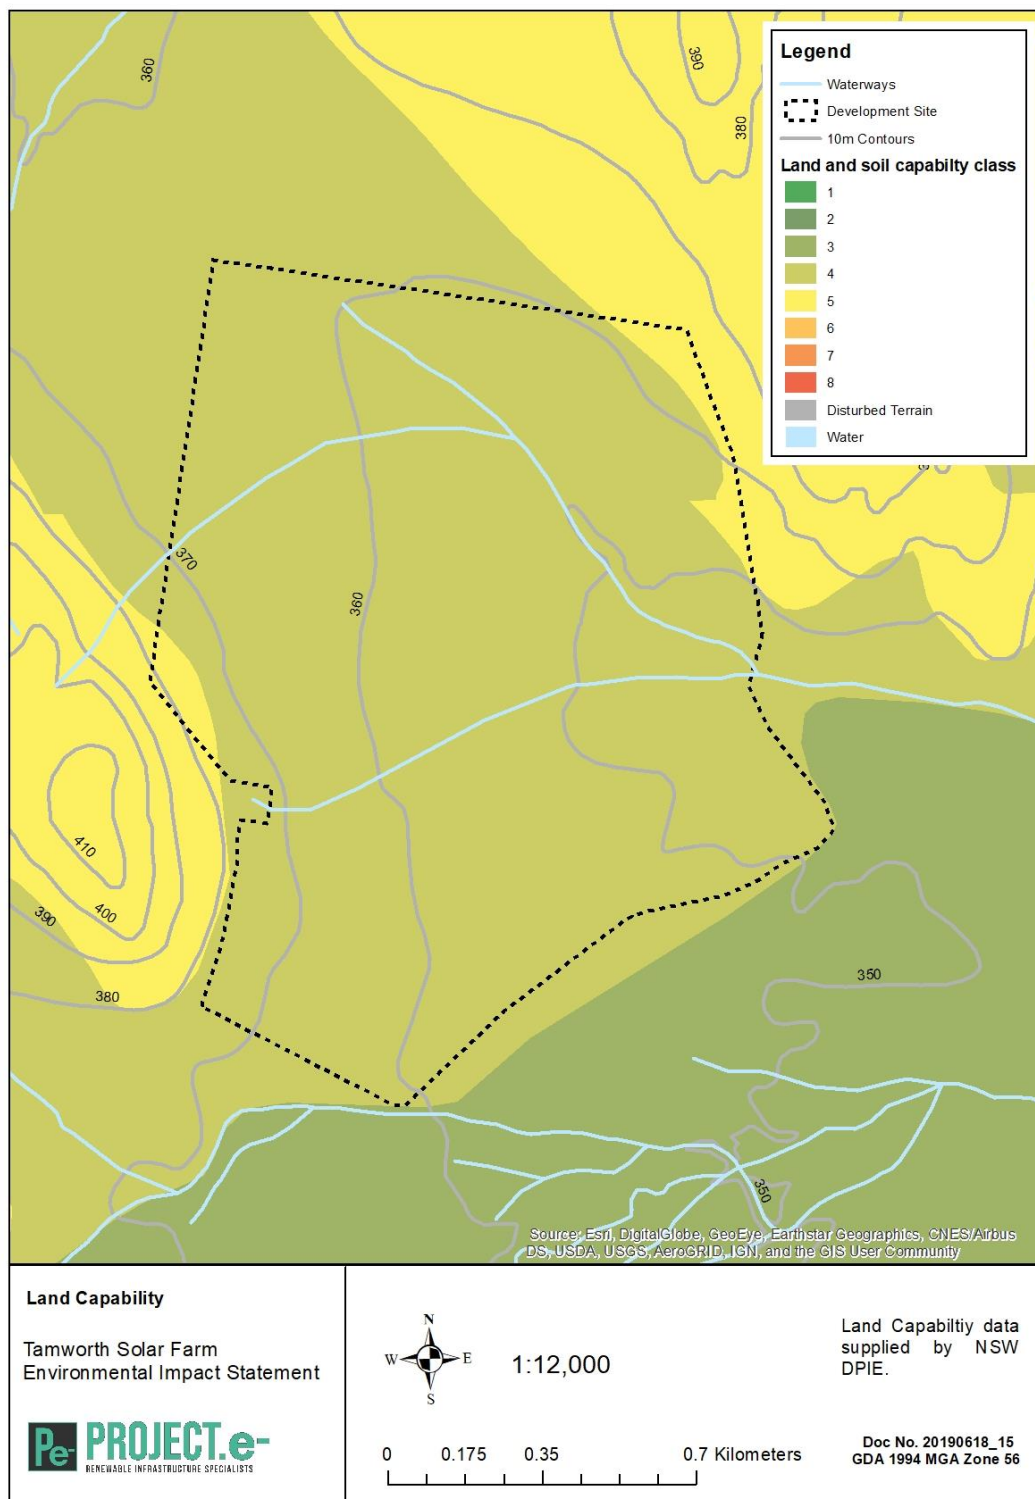 360
390
380
Legend
Waterways
Development Site
10m Contours
Land and soil capabilty class
1
2
3
4
5
6
7
8
Disturbed Terrain
Water
370
360
410
400
390
380
350
350
Source: Esri, DigitalGlobe, GeoEye, Earthstar Geographics, CNES/Airbus
DS, USDA, USGS, AeroGRID, IGN, and the GIS User Community
Land Capability
Tamworth Solar Farm
Environmental Impact Statement
Pe- PROJECT.e-
RENEWABLE INFRASTRUCTURE SPECIALISTS
N
W E
S
1:12,000
0 0.175 0.35 0.7 Kilometers
Land Capabiltiy data
supplied by NSW
DPIE.
Doc No. 20190618_15
GDA 1994 MGA Zone 56